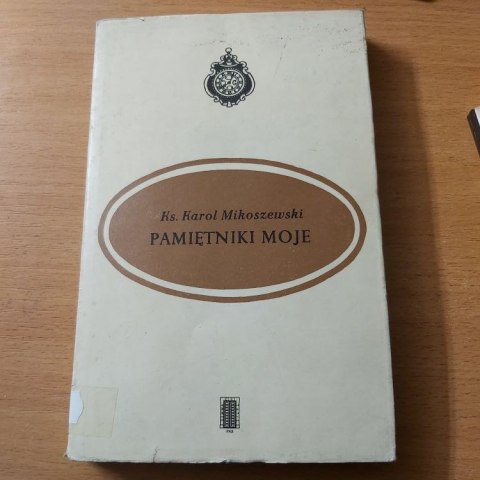 Ks. Karol Mikoszewski
PAMIĘTNIKI MOJE